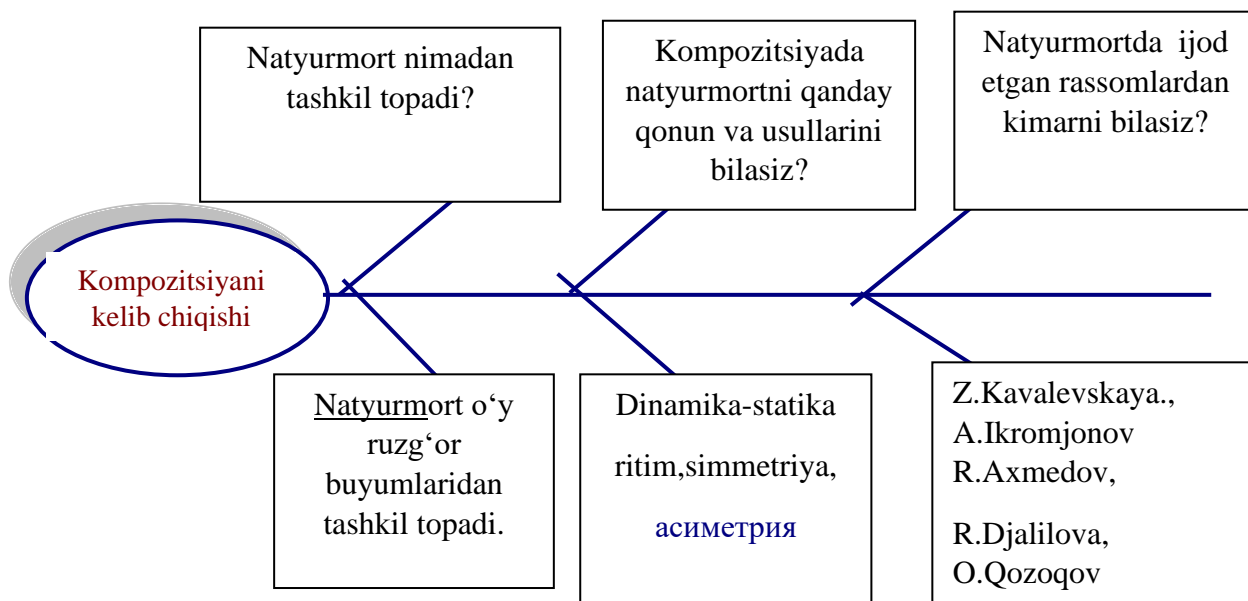 Natyurmort nimadan
tashkil topadi?
Kompozitsiyada
natyurmortni qanday
qonun va usullarini
bilasiz?
Natyurmortda ijod
etgan rassomlardan
kimarni bilasiz?
Kompozitsiyani
kelib chiqishi
Natyurmort o‘y
ruzg‘or
buyumlaridan
tashkil topadi.
Dinamika-statika
ritim,simmetriya,
асиметрия
Z.Kavalevskaya.,
A.Ikromjonov
R.Axmedov,
R.Djalilova,
O.Qozoqov